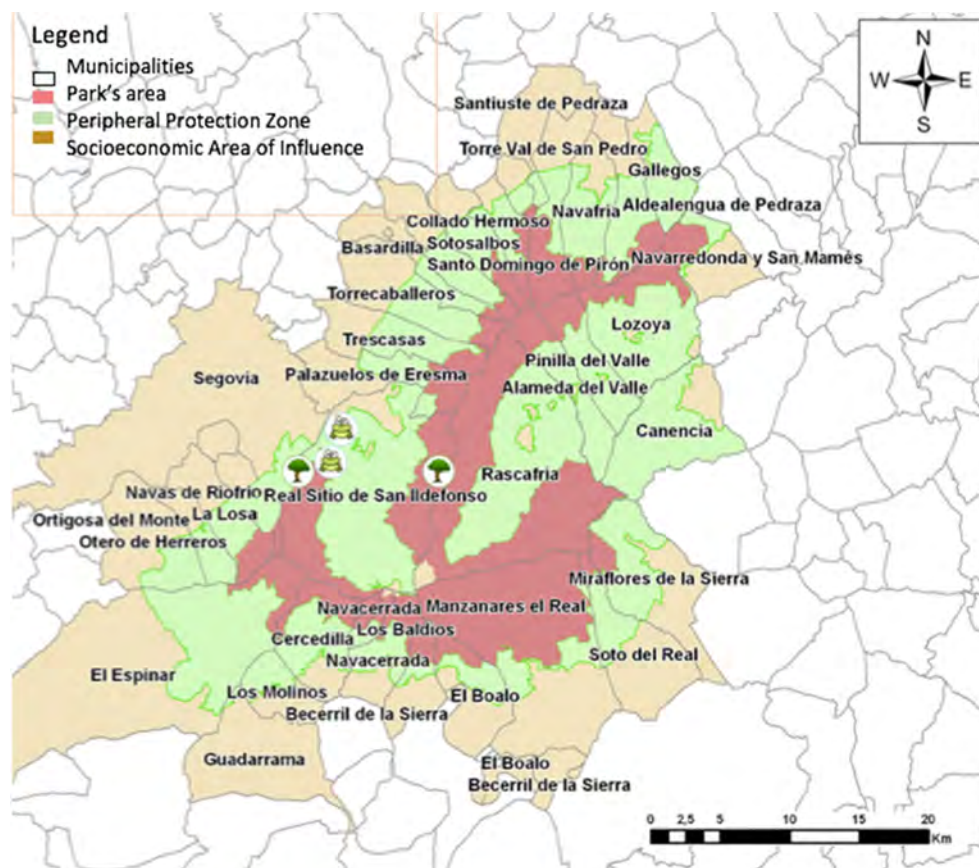 Legend
Municipalities
Park's area
Peripheral Protection Zone
Socioeconomic Area of Influence
N
W E
S
Santiuste de Pedraza
Torre Val de San Pedro
Gallegos
Collado Hermoso
Navafria
Aldealengua de Pedraza
Basardilla
Sotosalbos
Santo Domingo de Pirón
Navarredonda y San Mamés
Torrecaballeros
Lozoya
Trescasas
Pinilla del Valle
Segovia
Palazuelos de Eresma
Alameda del Valle
Canencia
Rascafria
Navas de Riofrio
Real Sitio de San Ildefonso
Ortigosa del Monte
La Losa
Otero de Herreros
Miraflores de la Sierra
Navacerrada
Manzanares el Real
Cercedilla
Los Baldios
Navacerrada
Soto del Real
El Espinar
Los Molinos
El Boalo
Becerril de la Sierra
Guadarrama
El Boalo
Becerril de la Sierra
0 2,5 5 10 15 20
Km